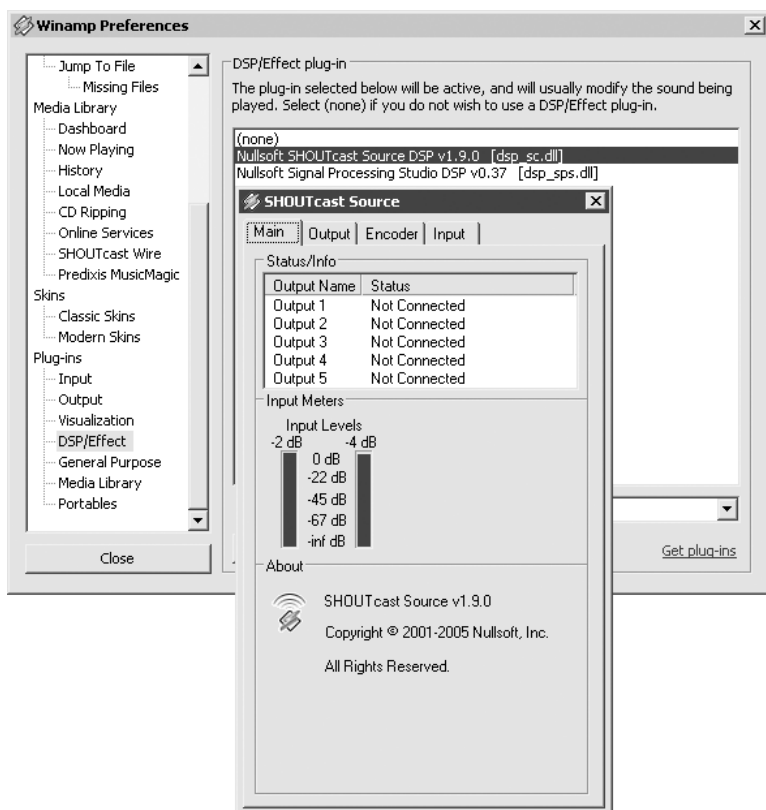 Winamp Preferences
Jump To File
Missing Files
Media Library
Dashboard
Now Playing
History
Local Media
CD Ripping
Online Services
SHOUTcast Wire
Predixis MusicMagic
Skins
Classic Skins
Modern Skins
Plug-ins
Input
Output
Visualization
DSP/Effect
General Purpose
Media Library
Portables
Close
DSP/Effect plug-in
The plug-in selected below will be active, and will usually modify the sound being
played. Select (none) if you do not wish to use a DSP/Effect plug-in.
(none)
Nullsoft SHOUTcast Source DSP v1.9.0 [dsp_sc.dll]
Nullsoft Signal Processing Studio DSP v0.37 [dsp_sps.dll]
Get plug-ins
SHOUTcast Source
Main Output Encoder Input
Status/Info
Output Name Status
Output 1 Not Connected
Output 2 Not Connected
Output 3 Not Connected
Output 4 Not Connected
Output 5 Not Connected
Input Meters
Input Levels
-2 dB -4 dB
0 dB
-22 dB
-45 dB
-67 dB
-inf dB
About
SHOUTcast Source v1.9.0
Copyright © 2001-2005 Nullsoft, Inc.
All Rights Reserved.